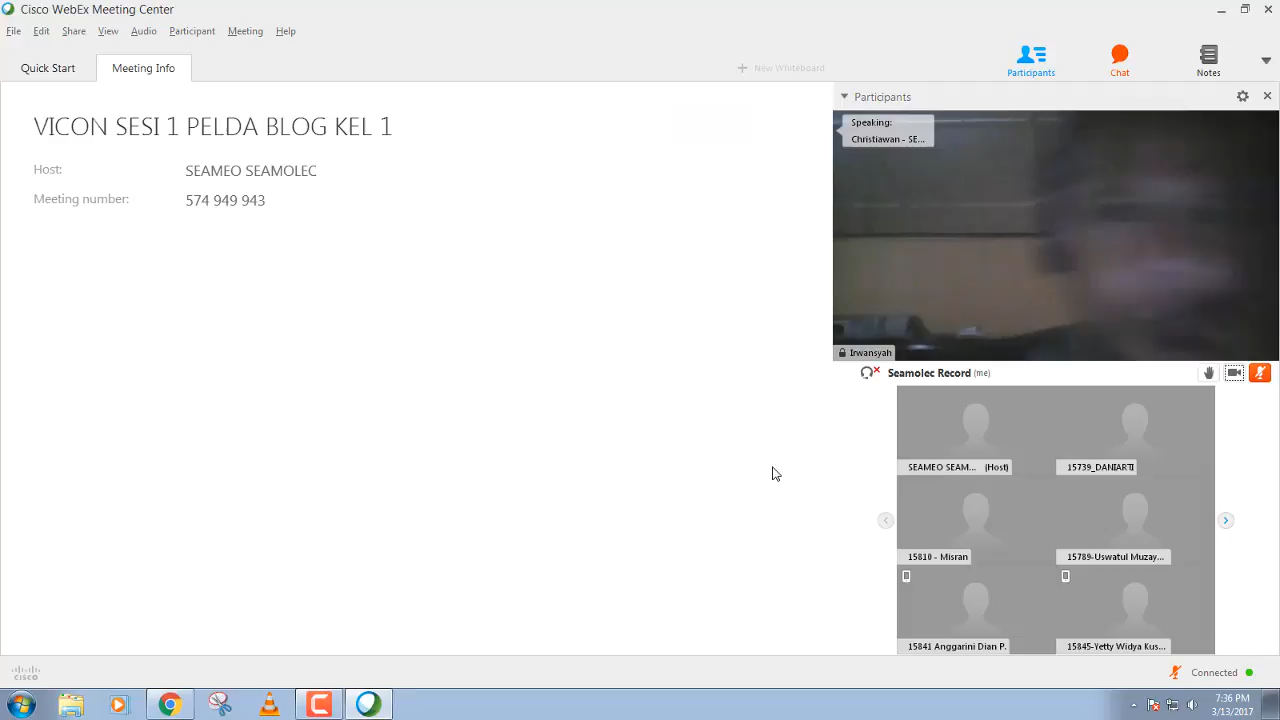 Cisco WebEx Meeting Center
File Edit Share View Audio Participant Meeting Help
Quick Start
Meeting Info
New Whiteboard
Participants
Chat
Notes
VICON SESI 1 PELDA BLOG KEL 1
Host: SEAMEO SEAMOLEC
Meeting number: 574 949 943
Participants
Speaking:
Christiawan - SE...
Irwansyah
Seamolec Record (me)
SEAMEO SEAM... (Host)
15739_DANIARTI
15810 - Misran
15789-Uswatul Muzay...
15841 Anggarini Dian P.
15845-Yetty Widya Kus...
cisco
Connected
7:36 PM
3/13/2017